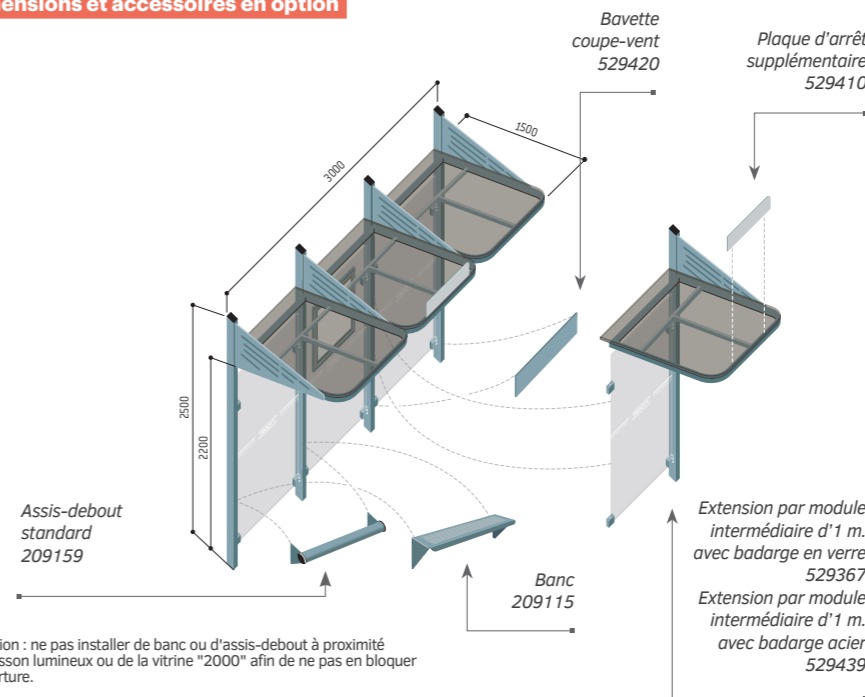 ensions et accessoires en option
Bavette
coupe-vent
529420
Plaque d'arrêt
supplémentaire
529410
3000
1500
2500
2200
Assis-debout
standard
209159
Banc
209115
Extension par module
intermédiaire d'1 m.
avec badarge en verre
529367
Extension par module
intermédiaire d'1 m.
avec badarge acier
529439
ion : ne pas installer de banc ou d'assis-debout à proximité
sson lumineux ou de la vitrine "2000" afin de ne pas en bloquer
rture.